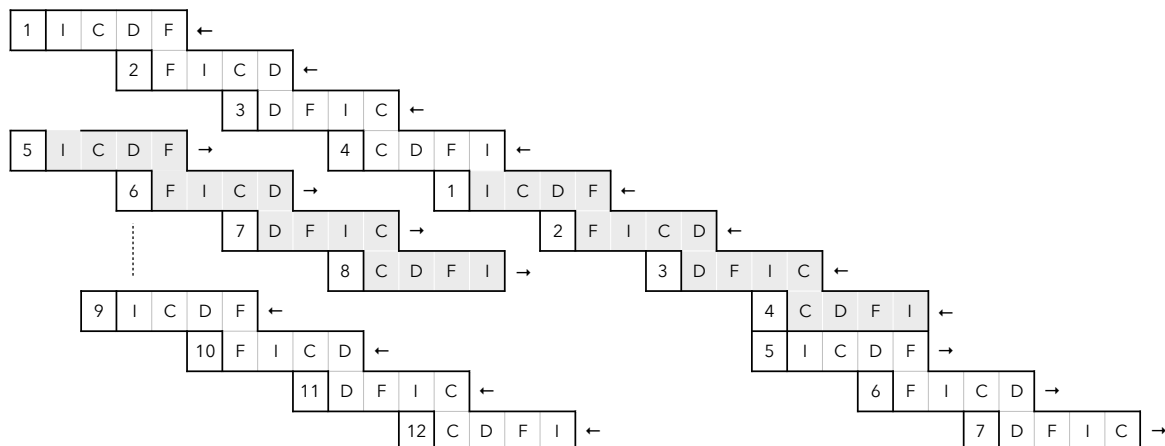 1 I C D F ←
2 F I C D ←
3 D F I C ←
5 I C D F → 4 C D F I ←
6 F I C D → 1 I C D F ←
7 D F I C → 2 F I C D ←
8 C D F I → 3 D F I C ←
9 I C D F ← 4 C D F I ←
10 F I C D ← 5 I C D F →
11 D F I C ← 6 F I C D →
12 C D F I ← 7 D F I C →